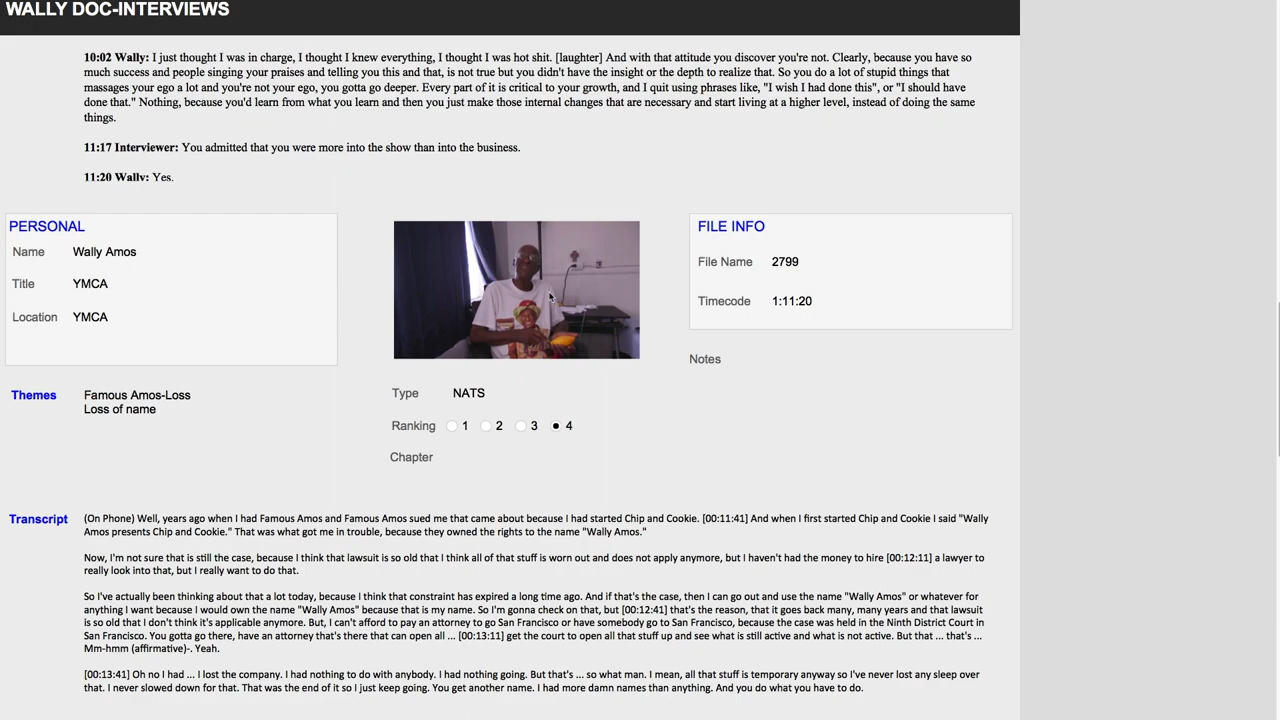 WALLY DOC-INTERVIEWS
10:02 Wally: I just thought I was in charge, I thought I knew everything, I thought I was hot shit. [laughter] And with that attitude you discover you're not. Clearly, because you have so
much success and people singing your praises and telling you this and that, is not true but you didn't have the insight or the depth to realize that. So you do a lot of stupid things that
massages your ego a lot and you're not your ego, you gotta go deeper. Every part of it is critical to your growth, and I quit using phrases like, "I wish I had done this", or "I should have
done that." Nothing, because you'd learn from what you learn and then you just make those internal changes that are necessary and start living at a higher level, instead of doing the same
things.
11:17 Interviewer: You admitted that you were more into the show than into the business.
11:20 Wally: Yes.
PERSONAL
Name Wally Amos
Title YMCA
Location YMCA
FILE INFO
File Name 2799
Timecode 1:11:20
Notes
Themes Famous Amos-Loss
Loss of name
Type NATS
Ranking 1 2 3 4
Chapter
Transcript (On Phone) Well, years ago when I had Famous Amos and Famous Amos sued me that came about because I had started Chip and Cookie. [00:11:41] And when I first started Chip and Cookie I said "Wally
Amos presents Chip and Cookie." That was what got me in trouble, because they owned the rights to the name "Wally Amos."
Now, I'm not sure that is still the case, because I think that lawsuit is so old that I think all of that stuff is worn out and does not apply anymore, but I haven't had the money to hire [00:12:11] a lawyer to
really look into that, but I really want to do that.
So I've actually been thinking about that a lot today, because I think that constraint has expired a long time ago. And if that's the case, then I can go out and use the name "Wally Amos" or whatever for
anything I want because I would own the name "Wally Amos" because that is my name. So I'm gonna check on that, but [00:12:41] that's the reason, that it goes back many, many years and that lawsuit
is so old that I don't think it's applicable anymore. But, I can't afford to pay an attorney to go San Francisco or have somebody go to San Francisco, because the case was held in the Ninth District Court in
San Francisco. You gotta go there, have an attorney that's there that can open all ... [00:13:11] get the court to open all that stuff up and see what is still active and what is not active. But that ... that's ...
Mm-hmm (affirmative)-. Yeah.
[00:13:41] Oh no I had ... I lost the company. I had nothing to do with anybody. I had nothing going. But that's ... so what man. I mean, all that stuff is temporary anyway so I've never lost any sleep over
that. I never slowed down for that. That was the end of it so I just keep going. You get another name. I had more damn names than anything. And you do what you have to do.